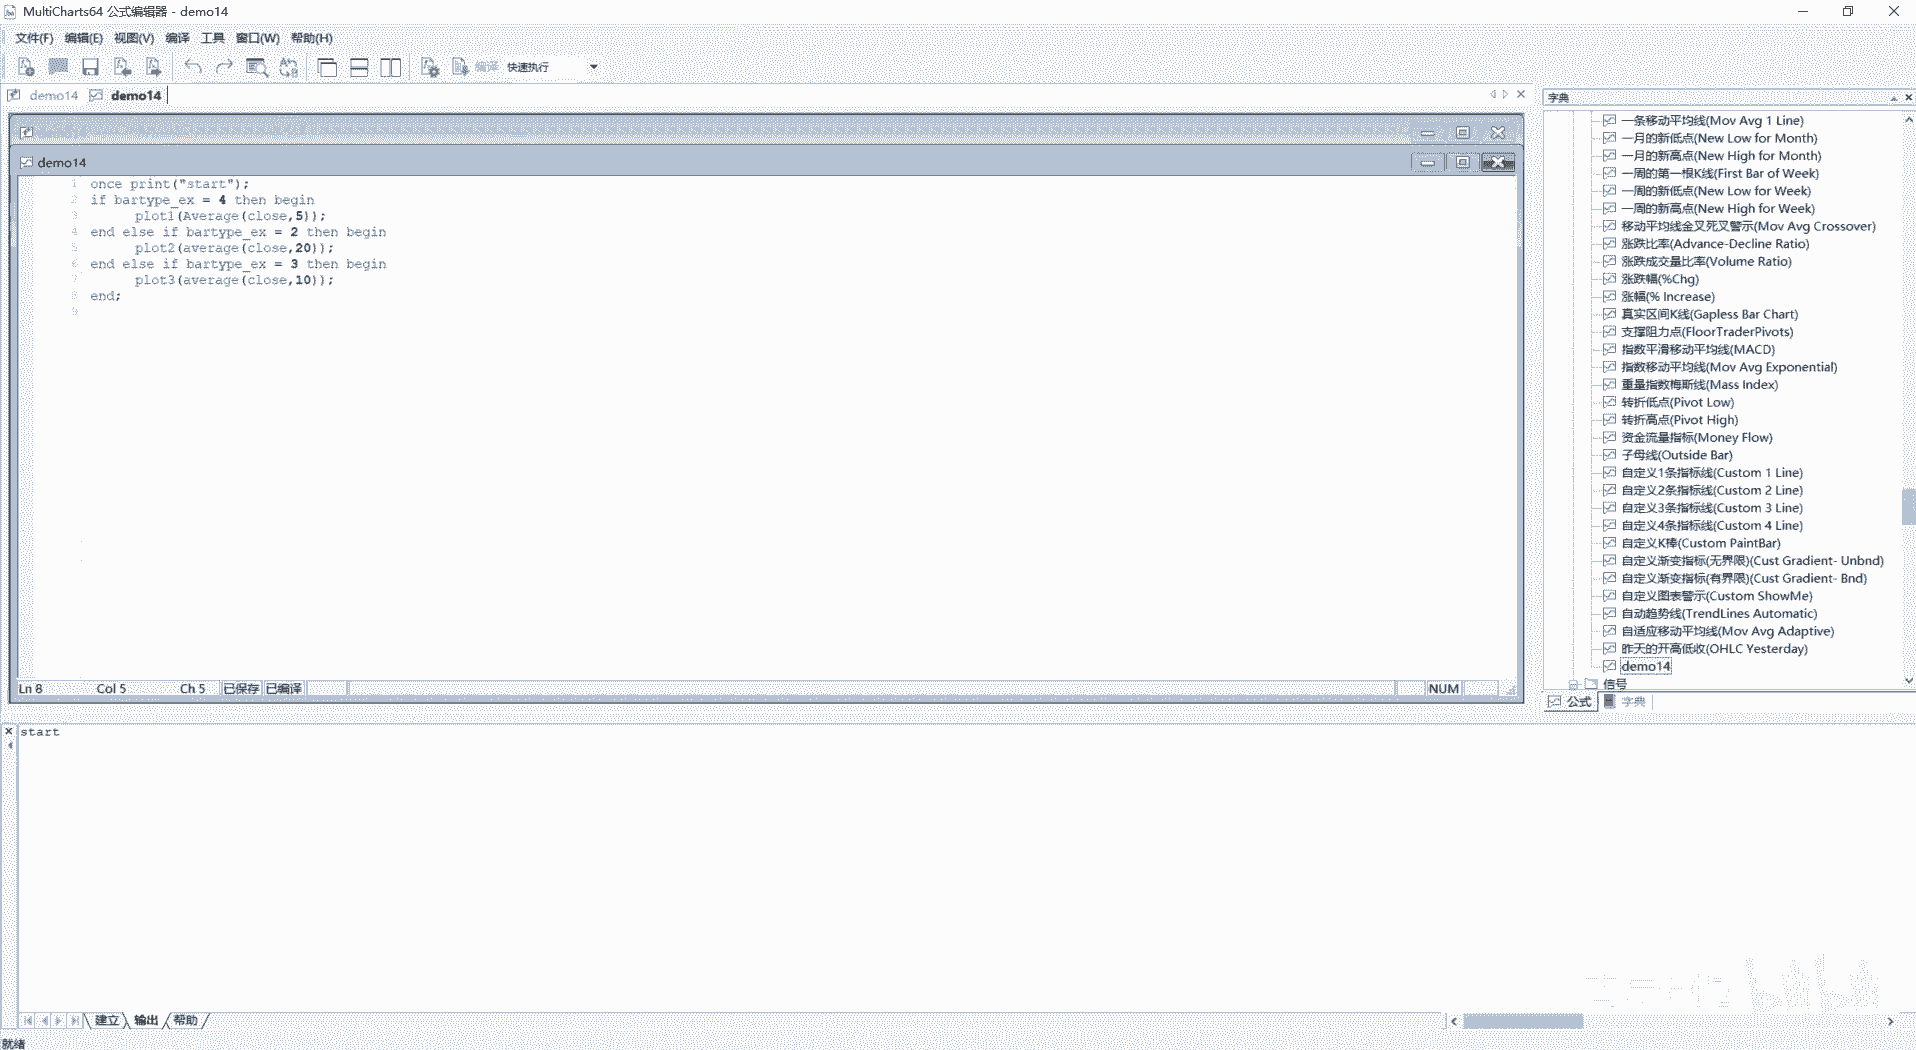 MultiCharts64 公式编辑器 - demo14
文件(F) 编辑(E) 视图(V) 编译 工具 窗口(W) 帮助(H)
编译 快速执行
demo14 demo14
字典
demo14
1 once print("start");
2 if bartype_ex = 4 then begin
3 plot1(Average(close,5));
4 end else if bartype_ex = 2 then begin
5 plot2(average(close,20));
6 end else if bartype_ex = 3 then begin
7 plot3(average(close,10));
8 end;
9
Ln 8 Col 5 Ch 5 已保存 已编译 NUM
一条移动平均线(Mov Avg 1 Line)
一月的新低点(New Low for Month)
一月的新高点(New High for Month)
一周的第一根K线(First Bar of Week)
一周的新低点(New Low for Week)
一周的新高点(New High for Week)
移动平均线金叉死叉警示(Mov Avg Crossover)
涨跌比率(Advance-Decline Ratio)
涨跌成交量比率(Volume Ratio)
涨跌幅(%Chg)
涨幅(% Increase)
真实区间K线(Gapless Bar Chart)
支撑阻力点(FloorTraderPivots)
指数平滑移动平均线(MACD)
指数移动平均线(Mov Avg Exponential)
重量指数梅斯线(Mass Index)
转折低点(Pivot Low)
转折高点(Pivot High)
资金流量指标(Money Flow)
子母线(Outside Bar)
自定义1条指标线(Custom 1 Line)
自定义2条指标线(Custom 2 Line)
自定义3条指标线(Custom 3 Line)
自定义4条指标线(Custom 4 Line)
自定义K棒(Custom PaintBar)
自定义渐变指标(无界限)(Cust Gradient- Unbnd)
自定义渐变指标(有界限)(Cust Gradient- Bnd)
自定义图表警示(Custom ShowMe)
自动趋势线(TrendLines Automatic)
自适应移动平均线(Mov Avg Adaptive)
昨天的开高低收(OHLC Yesterday)
demo14
信号
公式 字典
start
建立 输出 帮助
就绪